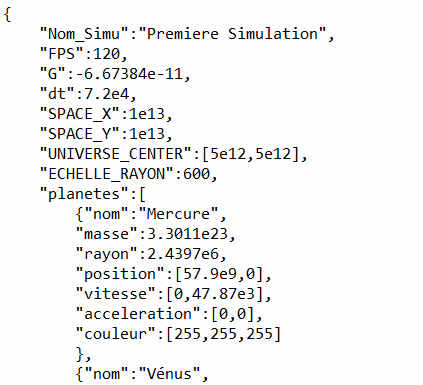 {
"Nom_Simu":"Premiere Simulation",
"FPS":120,
"G":-6.67384e-11,
"dt":7.2e4,
"SPACE_X":1e13,
"SPACE_Y":1e13,
"UNIVERSE_CENTER":[5e12,5e12],
"ECHELLE_RAYON":600,
"planetes":[
{"nom":"Mercure",
"masse":3.3011e23,
"rayon":2.4397e6,
"position":[57.9e9,0],
"vitesse":[0,47.87e3],
"acceleration":[0,0],
"couleur":[255,255,255]
},
{"nom":"Vénus",